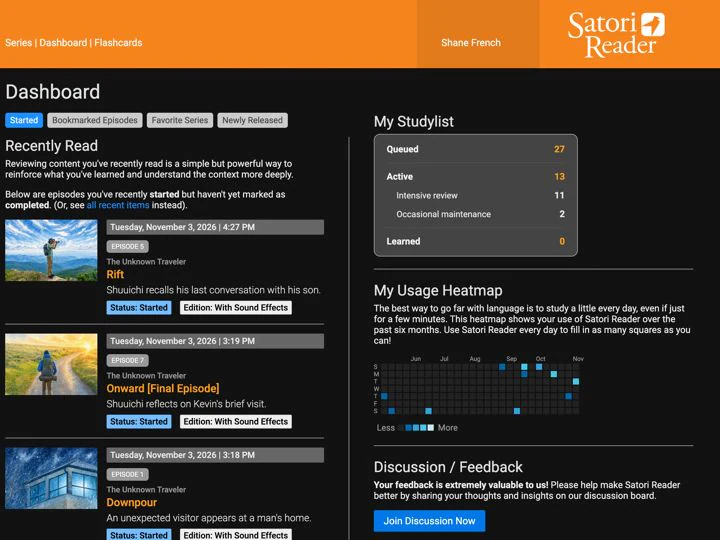 Series | Dashboard | Flashcards
Shane French
Satori
Reader
Dashboard
Started
Bookmarked Episodes
Favorite Series
Newly Released
Recently Read
Reviewing content you've recently read is a simple but powerful way to
reinforce what you've learned and understand the context more deeply.
Below are episodes you've recently started but haven't yet marked as
completed. (Or, see all recent items instead).
Tuesday, November 3, 2026 | 4:27 PM
EPISODE 5
The Unknown Traveler
Rift
Shuuichi recalls his last conversation with his son.
Status: Started
Edition: With Sound Effects
Tuesday, November 3, 2026 | 3:19 PM
EPISODE 7
The Unknown Traveler
Onward [Final Episode]
Shuuichi reflects on Kevin's brief visit.
Status: Started
Edition: With Sound Effects
Tuesday, November 3, 2026 | 3:18 PM
EPISODE 1
The Unknown Traveler
Downpour
An unexpected visitor appears at a man's home.
Status: Started
Edition: With Sound Effects
My Studylist
Queued 27
Active 13
Intensive review 11
Occasional maintenance 2
Learned 0
My Usage Heatmap
The best way to go far with language is to study a little every day, even if just
for a few minutes. This heatmap shows your use of Satori Reader over the
past six months. Use Satori Reader every day to fill in as many squares as you
can!
Jun Jul Aug Sep Oct Nov
S
M
T
W
T
F
S
Less More
Discussion / Feedback
Your feedback is extremely valuable to us! Please help make Satori Reader
better by sharing your thoughts and insights on our discussion board.
Join Discussion Now